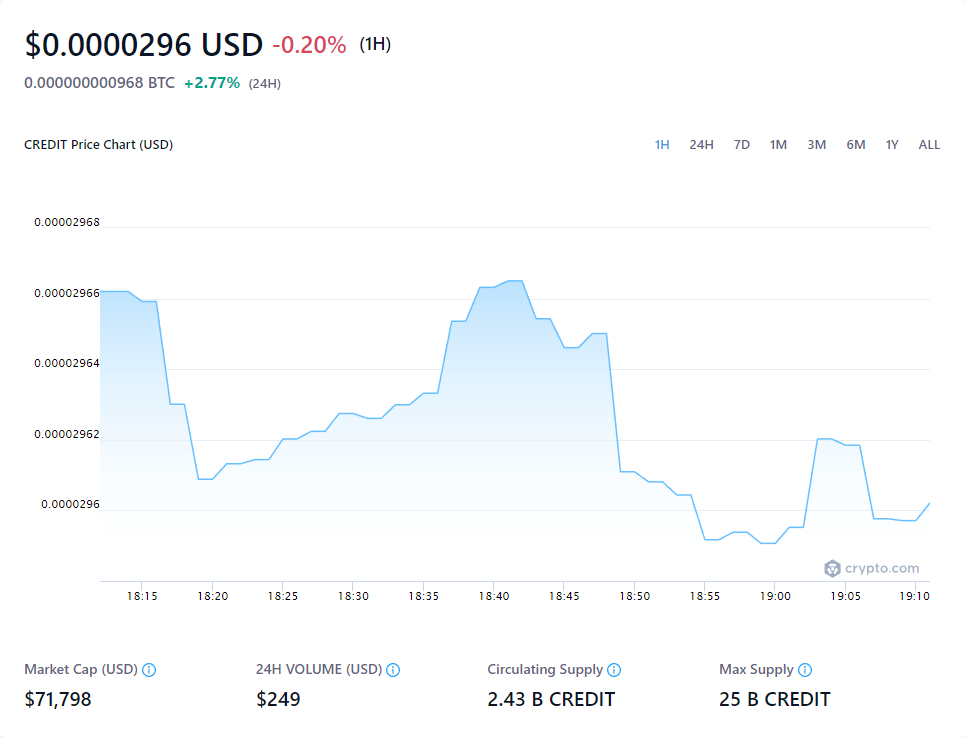 $0.0000296 USD -0.20% (1H)
0.000000000968 BTC +2.77% (24H)
CREDIT Price Chart (USD)
1H 24H 7D 1M 3M 6M 1Y ALL
0.00002968
0.00002966
0.00002964
0.00002962
0.0000296
crypto.com
18:15 18:20 18:25 18:30 18:35 18:40 18:45 18:50 18:55 19:00 19:05 19:10
Market Cap (USD) 24H VOLUME (USD) Circulating Supply Max Supply
$71,798 $249 2.43 B CREDIT 25 B CREDIT